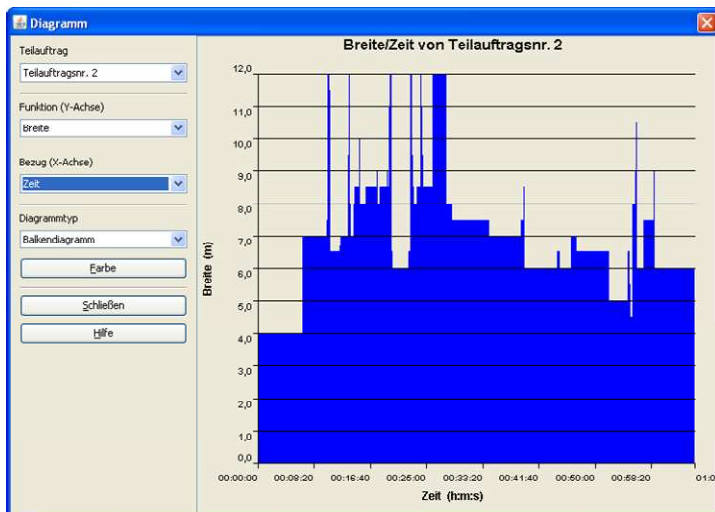 Diagramm
Teilauftrag
Teilauftragsnr. 2
Funktion (Y-Achse)
Breite
Bezug (X-Achse)
Zeit
Diagrammtyp
Balkendiagramm
Farbe
Schließen
Hilfe
Breite/Zeit von Teilauftragsnr. 2
12,0
11,0
10,0
9,0
8,0
7,0
6,0
5,0
4,0
3,0
2,0
1,0
0,0
Breite (m)
00:00:00 00:08:20 00:16:40 00:25:00 00:33:20 00:41:40 00:50:00 00:58:20 01:0
Zeit (h:m:s)